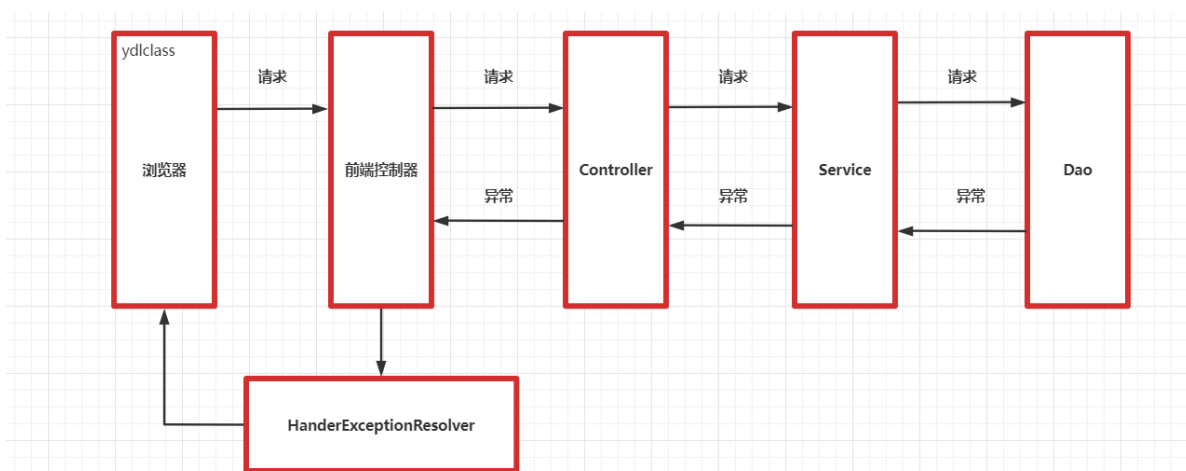 ydlclass
请求
请求
请求
请求
浏览器
前端控制器
Controller
Service
Dao
异常
异常
异常
HanderExceptionResolver